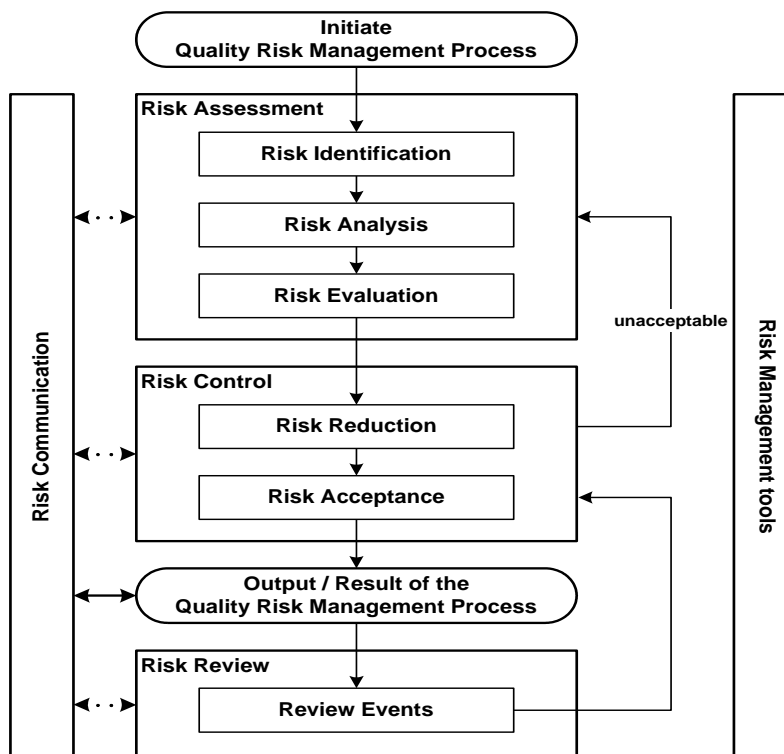 Initiate
Quality Risk Management Process
Risk Assessment
Risk Identification
Risk Analysis
Risk Evaluation
unacceptable
Risk Communication
Risk Management tools
Risk Control
Risk Reduction
Risk Acceptance
Output / Result of the
Quality Risk Management Process
Risk Review
Review Events